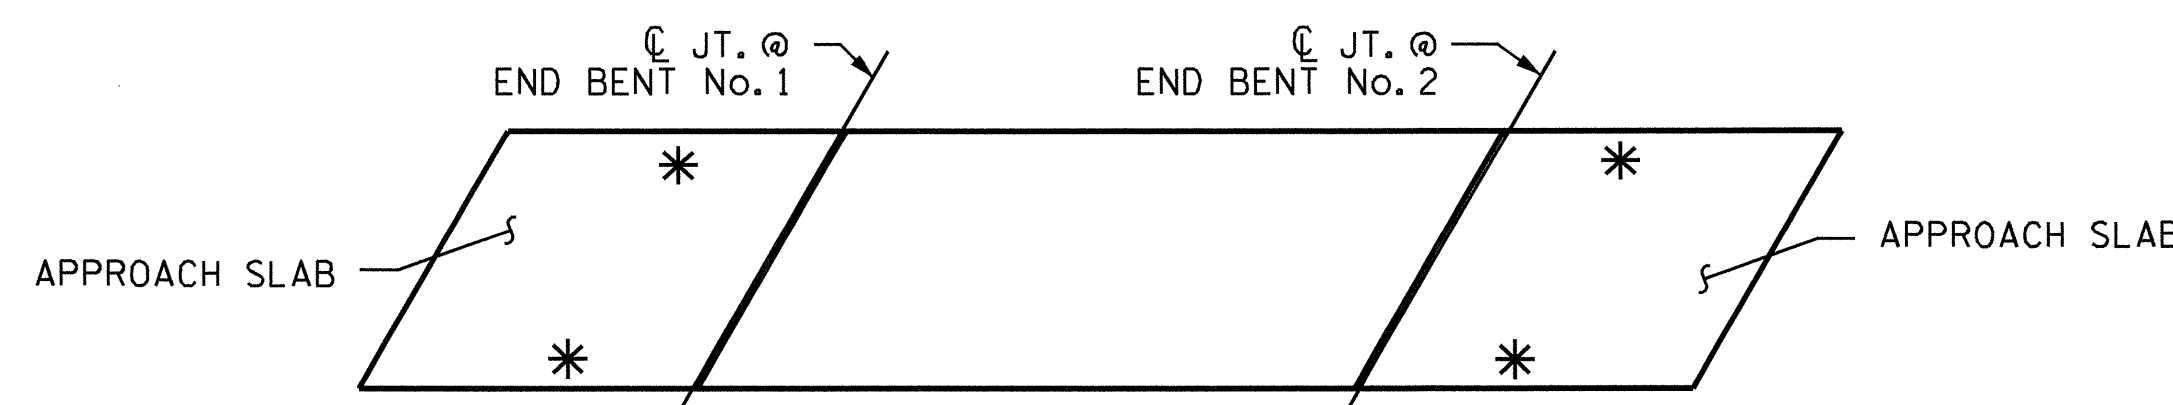 ℄ JT. @
END BENT No. 1
℄ JT. @
END BENT No. 2
*
*
APPROACH SLAB
APPROACH SLAB
*
*